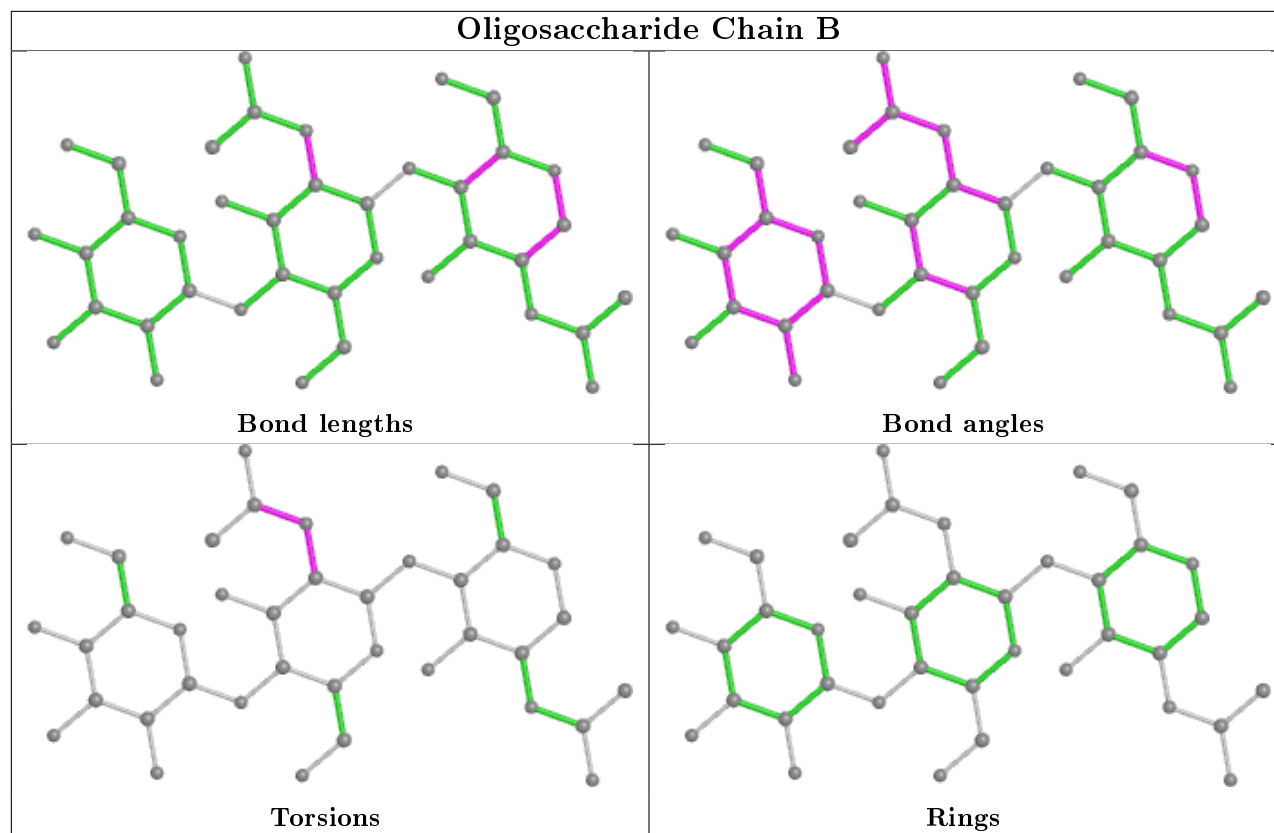 Oligosaccharide Chain B
Bond lengths
Bond angles
Torsions
Rings